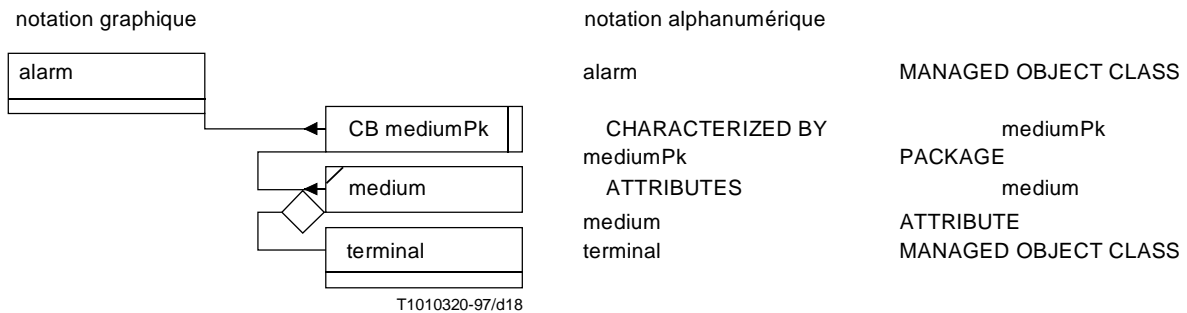 notation graphique
notation alphanumérique
alarm
alarm MANAGED OBJECT CLASS
CB mediumPk
CHARACTERIZED BY mediumPk
mediumPk PACKAGE
medium
ATTRIBUTES medium
medium ATTRIBUTE
terminal
terminal MANAGED OBJECT CLASS
T1010320-97/d18